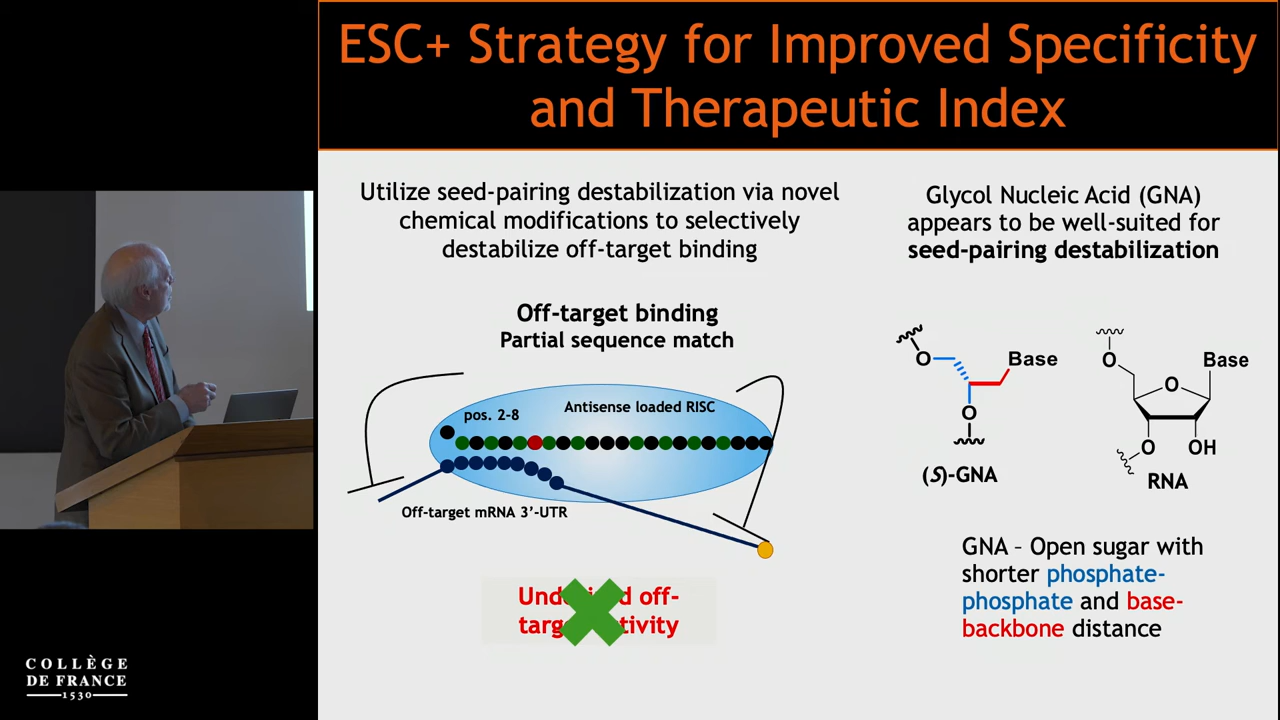 ESC+ Strategy for Improved Specificity
and Therapeutic Index
Utilize seed-pairing destabilization via novel
chemical modifications to selectively
destabilize off-target binding
Off-target binding
Partial sequence match
pos. 2-8
Antisense loaded RISC
Off-target mRNA 3'-UTR
off-
Glycol Nucleic Acid (GNA)
appears to be well-suited for
seed-pairing destabilization
O
Base
O
(S)-GNA
O
Base
O
O
OH
RNA
GNA – Open sugar with
shorter phosphate-
phosphate and base-
backbone distance
COLLÈGE
DE FRANCE
1530